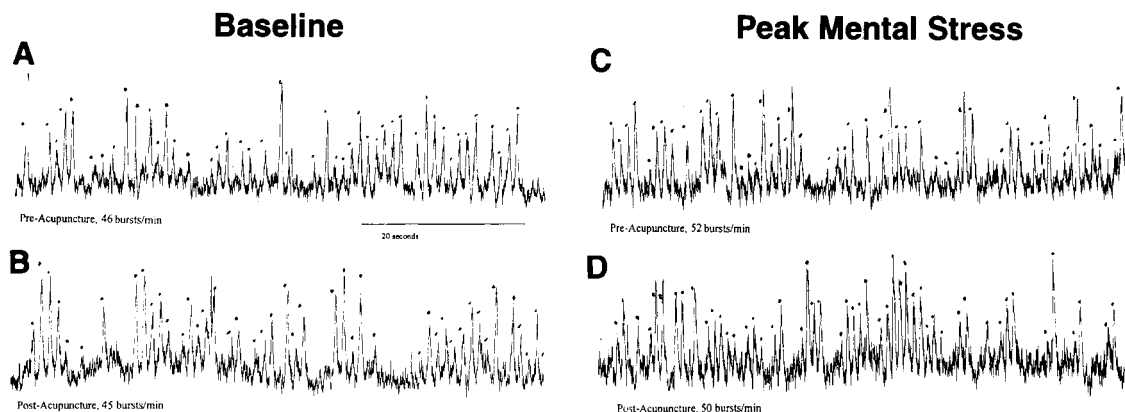 Baseline
Peak Mental Stress
A
Pre-Acupuncture, 46 bursts/min
20 seconds
C
Pre-Acupuncture, 52 bursts/min
B
Post-Acupuncture, 45 bursts/min
D
Post-Acupuncture, 50 bursts/min